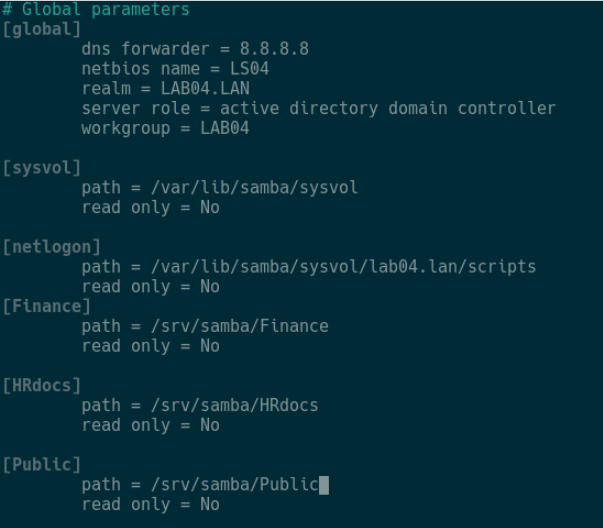 # Global parameters
[global]
dns forwarder = 8.8.8.8
netbios name = LS04
realm = LAB04.LAN
server role = active directory domain controller
workgroup = LAB04
[sysvol]
path = /var/lib/samba/sysvol
read only = No
[netlogon]
path = /var/lib/samba/sysvol/lab04.lan/scripts
read only = No
[Finance]
path = /srv/samba/Finance
read only = No
[HRdocs]
path = /srv/samba/HRdocs
read only = No
[Public]
path = /srv/samba/Public
read only = No